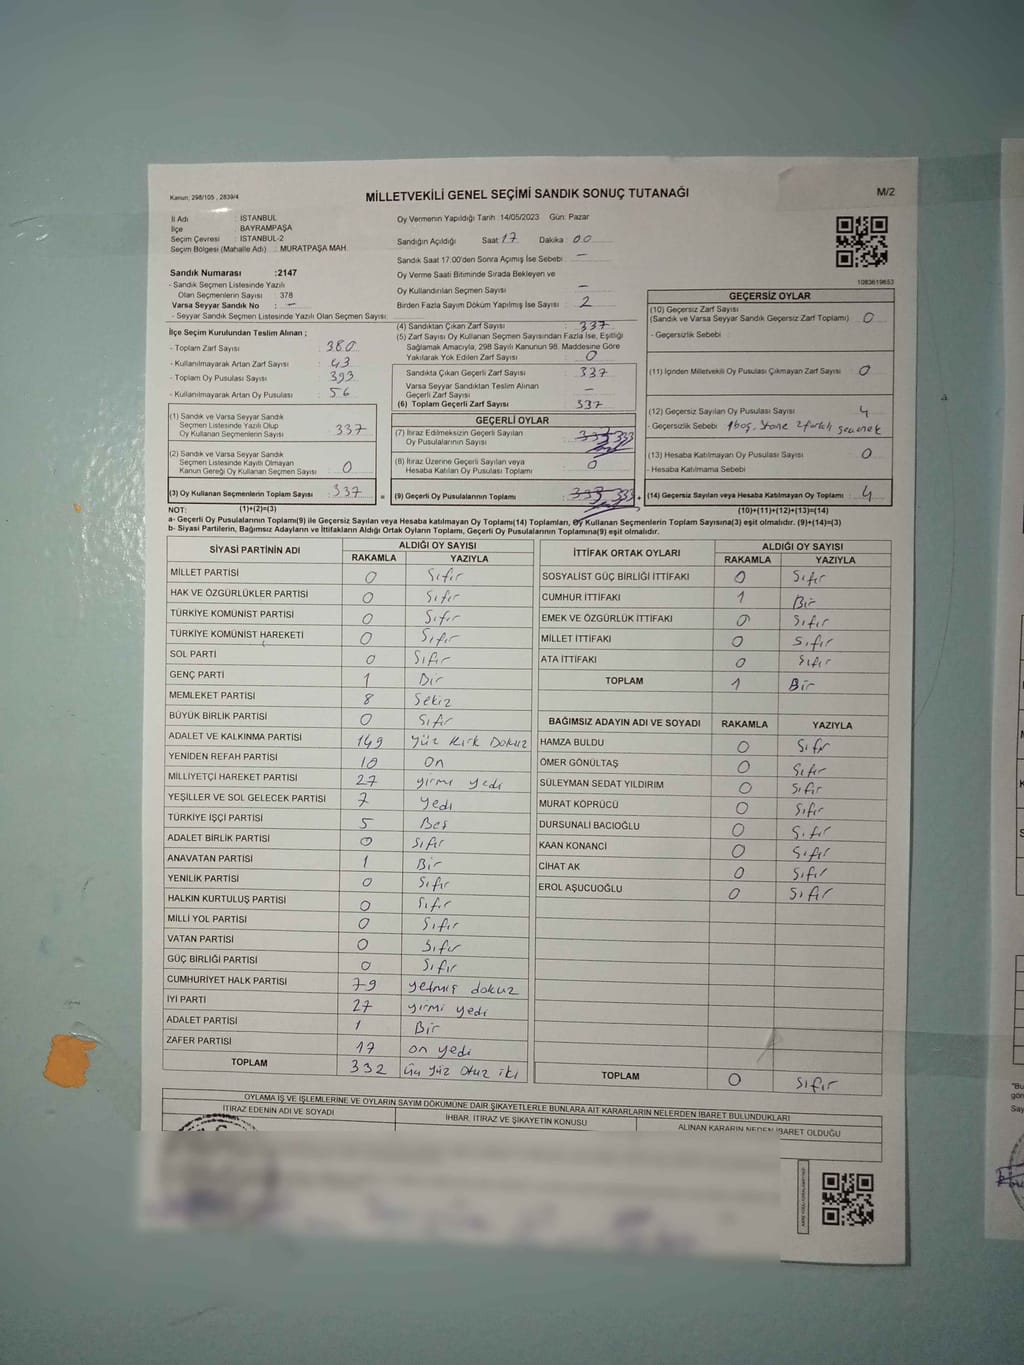 Kanun; 298/105 , 2839/4
MİLLETVEKİLİ GENEL SEÇİMİ SANDIK SONUÇ TUTANAĞI
M/2
İl Adı : İSTANBUL
İlçe : BAYRAMPAŞA
Seçim Çevresi : İSTANBUL-2
Seçim Bölgesi (Mahalle Adı) : MURATPAŞA MAH.
Oy Vermenin Yapıldığı Tarih :14/05/2023 Gün: Pazar
Sandığın Açıldığı Saat : 17 Dakika : 00
Sandık Saat 17:00'den Sonra Açımış İse Sebebi : —
Oy Verme Saati Bitiminde Sırada Bekleyen ve
Oy Kullandırılan Seçmen Sayısı : —
Birden Fazla Sayım Döküm Yapılmış İse Sayısı : 2
1083619653
Sandık Numarası :2147
- Sandık Seçmen Listesinde Yazılı
Olan Seçmenlerin Sayısı : 378
Varsa Seyyar Sandık No : —
- Seyyar Sandık Seçmen Listesinde Yazılı Olan Seçmen Sayısı:
İlçe Seçim Kurulundan Teslim Alınan ;
- Toplam Zarf Sayısı : 380
- Kullanılmayarak Artan Zarf Sayısı : 43
- Toplam Oy Pusulası Sayısı : 393
- Kullanılmayarak Artan Oy Pusulası : 56
(1) Sandık ve Varsa Seyyar Sandık
Seçmen Listesinde Yazılı Olup
Oy Kullanan Seçmenlerin Sayısı : 337
(2) Sandık ve Varsa Seyyar Sandık
Seçmen Listesinde Kayıtlı Olmayan
Kanun Gereği Oy Kullanan Seçmen Sayısı : 0
(3) Oy Kullanan Seçmenlerin Toplam Sayısı : 337
(1)+(2)=(3)
(4) Sandıktan Çıkan Zarf Sayısı : 337
(5) Zarf Sayısı Oy Kullanan Seçmen Sayısından Fazla İse, Eşitliği
Sağlamak Amacıyla, 298 Sayılı Kanunun 98. Maddesine Göre
Yakılarak Yok Edilen Zarf Sayısı : 0
Sandıkta Çıkan Geçerli Zarf Sayısı : 337
Varsa Seyyar Sandıktan Teslim Alınan
Geçerli Zarf Sayısı : —
(6) Toplam Geçerli Zarf Sayısı : 337
GEÇERLİ OYLAR
(7) İtiraz Edilmeksizin Geçerli Sayılan
Oy Pusulalarının Sayısı : 333
(8) İtiraz Üzerine Geçerli Sayılan veya
Hesaba Katılan Oy Pusulası Toplamı : 0
= (9) Geçerli Oy Pusulalarının Toplamı : 333 +
GEÇERSİZ OYLAR
(10) Geçersiz Zarf Sayısı
(Sandık ve Varsa Seyyar Sandık Geçersiz Zarf Toplamı) : 0
- Geçersizlik Sebebi :
(11) İçinden Milletvekili Oy Pusulası Çıkmayan Zarf Sayısı : 0
(12) Geçersiz Sayılan Oy Pusulası Sayısı : 4
- Geçersizlik Sebebi : 1 boş, 3 tane 2 farklı seçenek
(13) Hesaba Katılmayan Oy Pusulası Sayısı : 0
- Hesaba Katılmama Sebebi :
(14) Geçersiz Sayılan veya Hesaba Katılmayan Oy Toplamı : 4
(10)+(11)+(12)+(13)=(14)
NOT:
a- Geçerli Oy Pusulalarının Toplamı(9) ile Geçersiz Sayılan veya Hesaba katılmayan Oy Toplamı(14) Toplamları, Oy Kullanan Seçmenlerin Toplam Sayısına(3) eşit olmalıdır. (9)+(14)=(3)
b- Siyasi Partilerin, Bağımsız Adayların ve İttifakların Aldığı Ortak Oyların Toplamı, Geçerli Oy Pusulalarının Toplamına(9) eşit olmalıdır.
SİYASİ PARTİNİN ADI ALDIĞI OY SAYISI
RAKAMLA YAZIYLA
MİLLET PARTİSİ 0 Sıfır
HAK VE ÖZGÜRLÜKLER PARTİSİ 0 Sıfır
TÜRKİYE KOMÜNİST PARTİSİ 0 Sıfır
TÜRKİYE KOMÜNİST HAREKETİ 0 Sıfır
SOL PARTİ 0 Sıfır
GENÇ PARTİ 1 Bir
MEMLEKET PARTİSİ 8 Sekiz
BÜYÜK BİRLİK PARTİSİ 0 Sıfır
ADALET VE KALKINMA PARTİSİ 149 Yüz Kırk Dokuz
YENİDEN REFAH PARTİSİ 10 On
MİLLİYETÇİ HAREKET PARTİSİ 27 yirmi yedi
YEŞİLLER VE SOL GELECEK PARTİSİ 7 yedi
TÜRKİYE İŞÇİ PARTİSİ 5 Beş
ADALET BİRLİK PARTİSİ 0 Sıfır
ANAVATAN PARTİSİ 1 Bir
YENİLİK PARTİSİ 0 Sıfır
HALKIN KURTULUŞ PARTİSİ 0 Sıfır
MİLLİ YOL PARTİSİ 0 Sıfır
VATAN PARTİSİ 0 Sıfır
GÜÇ BİRLİĞİ PARTİSİ 0 Sıfır
CUMHURİYET HALK PARTİSİ 79 yetmiş dokuz
İYİ PARTİ 27 yirmi yedi
ADALET PARTİSİ 1 Bir
ZAFER PARTİSİ 17 on yedi
TOPLAM 332 Üç yüz Otuz iki
İTTİFAK ORTAK OYLARI ALDIĞI OY SAYISI
RAKAMLA YAZIYLA
SOSYALİST GÜÇ BİRLİĞİ İTTİFAKI 0 Sıfır
CUMHUR İTTİFAKI 1 Bir
EMEK VE ÖZGÜRLÜK İTTİFAKI 0 Sıfır
MİLLET İTTİFAKI 0 Sıfır
ATA İTTİFAKI 0 Sıfır
TOPLAM 1 Bir
BAĞIMSIZ ADAYIN ADI VE SOYADI RAKAMLA YAZIYLA
HAMZA BULDU 0 Sıfır
ÖMER GÖNÜLTAŞ 0 Sıfır
SÜLEYMAN SEDAT YILDIRIM 0 Sıfır
MURAT KÖPRÜCÜ 0 Sıfır
DURSUNALİ BACIOĞLU 0 Sıfır
KAAN KONANCİ 0 Sıfır
CİHAT AK 0 Sıfır
EROL AŞUCUOĞLU 0 Sıfır
TOPLAM 0 Sıfır
OYLAMA İŞ VE İŞLEMLERİNE VE OYLARIN SAYIM DÖKÜMÜNE DAİR ŞİKAYETLERLE BUNLARA AİT KARARLARIN NELERDEN İBARET BULUNDUKLARI
İTİRAZ EDENİN ADI VE SOYADI
İHBAR, İTİRAZ VE ŞİKAYETİN KONUSU
ALINAN KARARIN NEDEN İBARET OLDUĞU